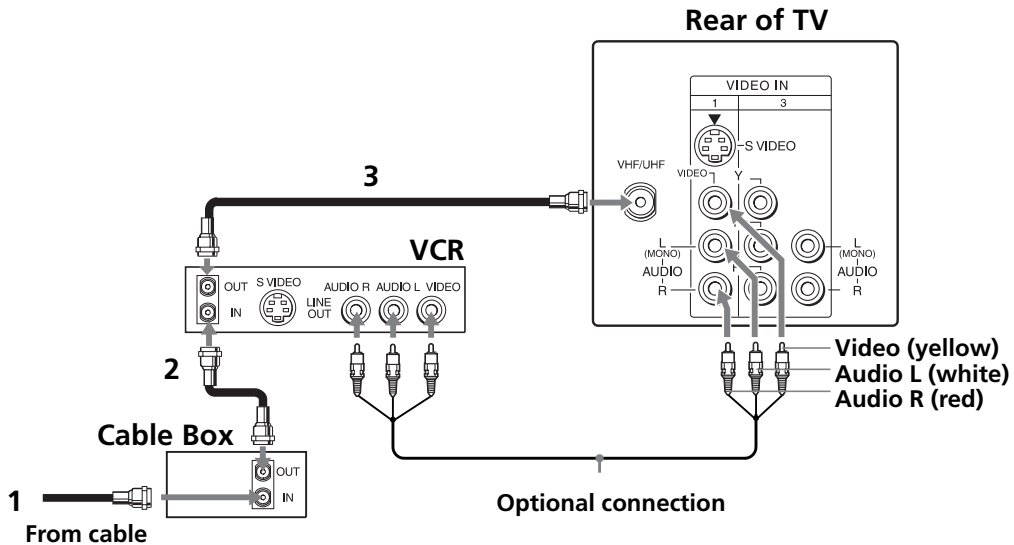 Rear of TV
VIDEO IN
1 3
S VIDEO
VHF/UHF
VIDEO Y
3
L
(MONO)
AUDIO
R
L
(MONO)
AUDIO
R
VCR
OUT
IN
S VIDEO
LINE
OUT
AUDIO R AUDIO L VIDEO
2
Video (yellow)
Audio L (white)
Audio R (red)
Cable Box
OUT
IN
1
From cable
Optional connection